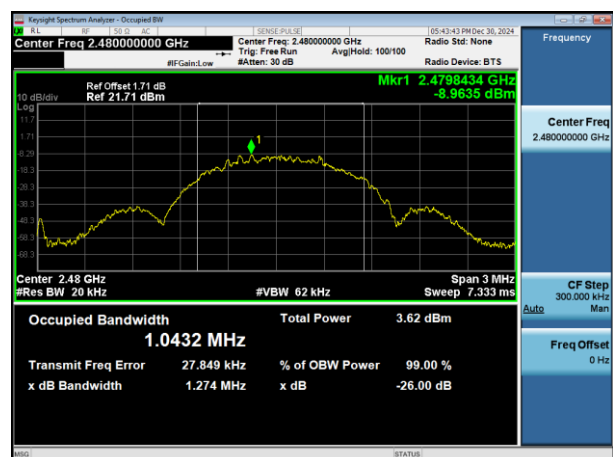 Keysight Spectrum Analyzer - Occupied BW
RL RF 50 Ω AC SENSE:PULSE 05:43:43 PM Dec 30, 2024
Center Freq 2.480000000 GHz Center Freq: 2.480000000 GHz Radio Std: None
Trig: Free Run Avg|Hold: 100/100
#IFGain:Low #Atten: 30 dB Radio Device: BTS
Frequency
Ref Offset 1.71 dB Mkr1 2.4798434 GHz
10 dB/div Ref 21.71 dBm -8.9635 dBm
Log
11.7
1.71
-8.29
-18.3
-28.3
-38.3
-48.3
-58.3
-68.3
1
Center 2.48 GHz Span 3 MHz
#Res BW 20 kHz #VBW 62 kHz Sweep 7.333 ms
Occupied Bandwidth Total Power 3.62 dBm
1.0432 MHz
Transmit Freq Error 27.849 kHz % of OBW Power 99.00 %
x dB Bandwidth 1.274 MHz x dB -26.00 dB
Center Freq
2.480000000 GHz
CF Step
300.000 kHz
Auto Man
Freq Offset
0 Hz
MSG STATUS